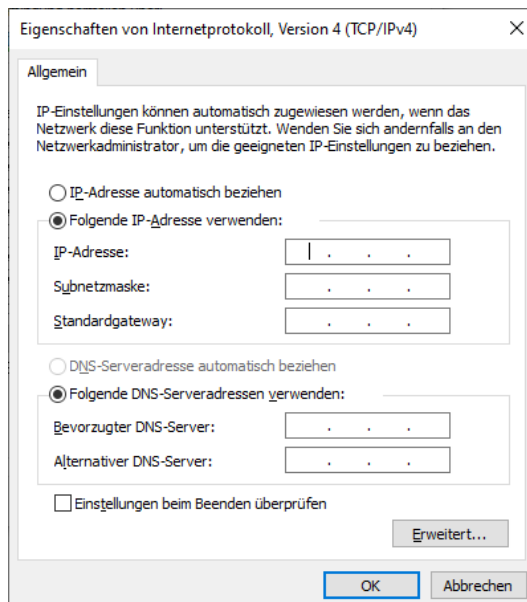 Eigenschaften von Internetprotokoll, Version 4 (TCP/IPv4)
Allgemein
IP-Einstellungen können automatisch zugewiesen werden, wenn das
Netzwerk diese Funktion unterstützt. Wenden Sie sich andernfalls an den
Netzwerkadministrator, um die geeigneten IP-Einstellungen zu beziehen.
IP-Adresse automatisch beziehen
Folgende IP-Adresse verwenden:
IP-Adresse: . . .
Subnetzmaske: . . .
Standardgateway: . . .
DNS-Serveradresse automatisch beziehen
Folgende DNS-Serveradressen verwenden:
Bevorzugter DNS-Server: . . .
Alternativer DNS-Server: . . .
Einstellungen beim Beenden überprüfen
Erweitert...
OK Abbrechen